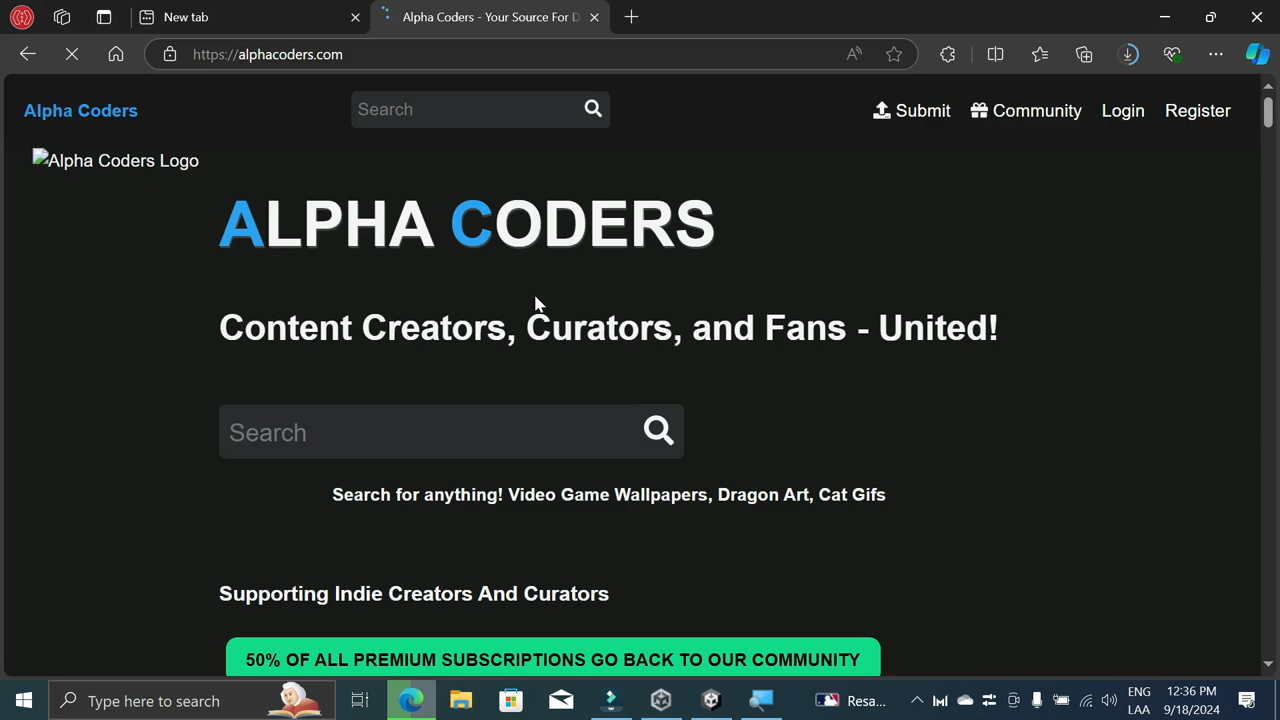 New tab
Alpha Coders - Your Source For D
https://alphacoders.com
Alpha Coders
Search
Submit
Community
Login
Register
Alpha Coders Logo
ALPHA CODERS
Content Creators, Curators, and Fans - United!
Search
Search for anything! Video Game Wallpapers, Dragon Art, Cat Gifs
Supporting Indie Creators And Curators
50% OF ALL PREMIUM SUBSCRIPTIONS GO BACK TO OUR COMMUNITY
Type here to search
Resa...
ENG
LAA
12:36 PM
9/18/2024